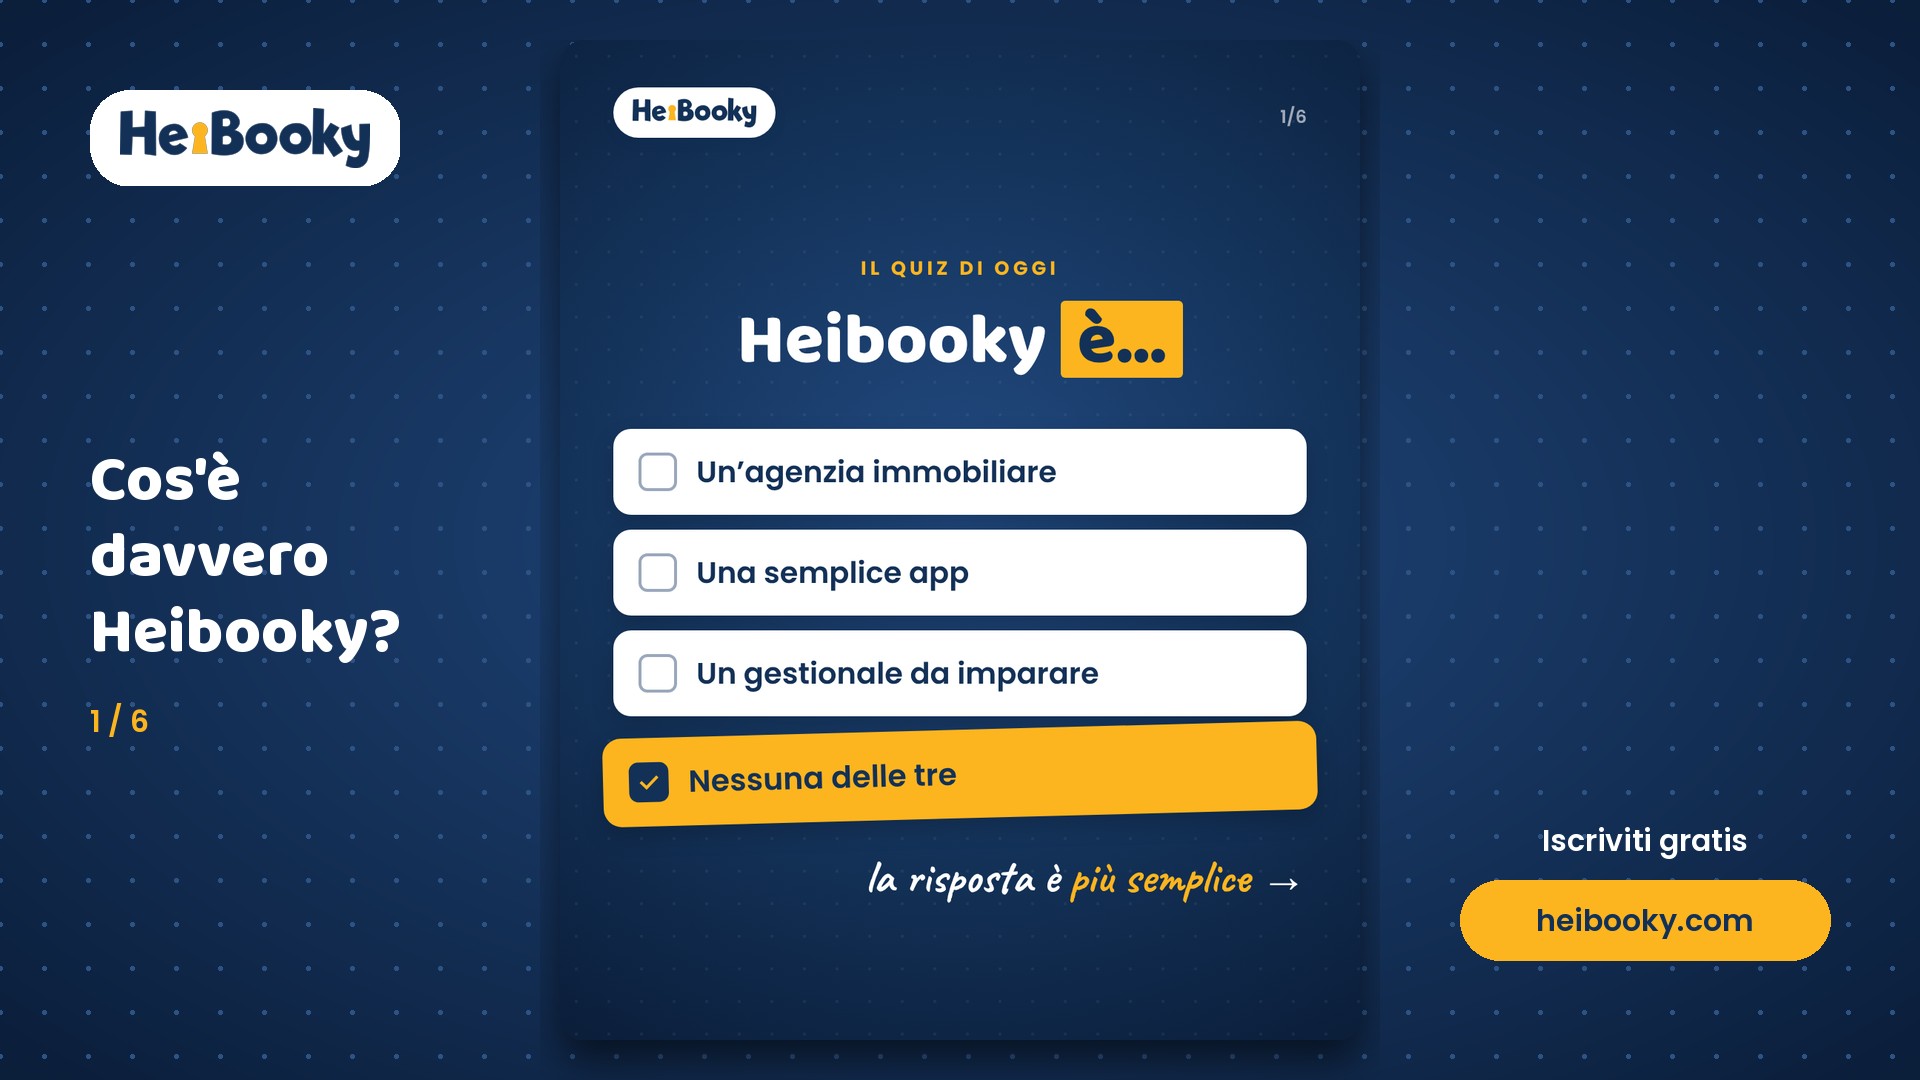 HeiBooky
Cos'è
davvero
Heibooky?
1 / 6
HeiBooky
1/6
IL QUIZ DI OGGI
Heibooky è...
Un’agenzia immobiliare
Una semplice app
Un gestionale da imparare
Nessuna delle tre
la risposta è più semplice →
Iscriviti gratis
heibooky.com